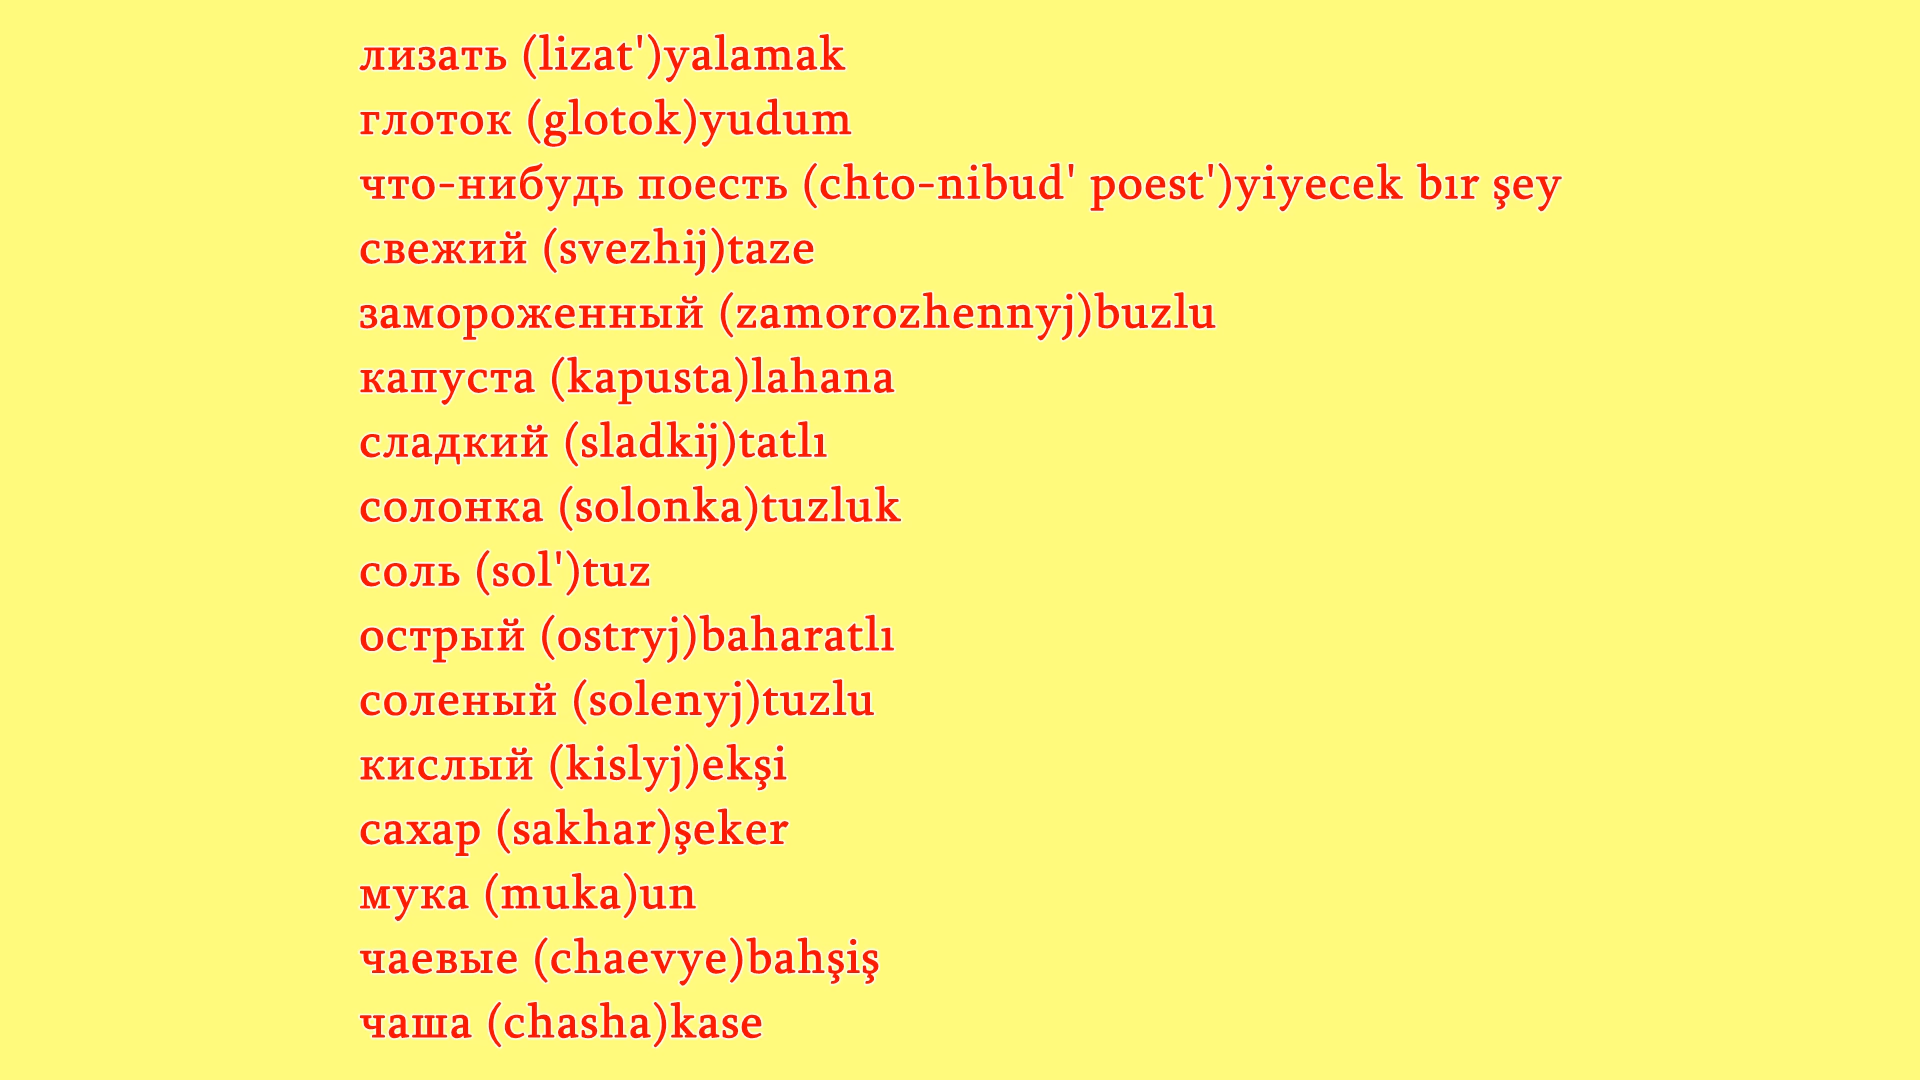 лизать (lizat')yalamak
глоток (glotok)yudum
что-нибудь поесть (chto-nibud' poest')yiyecek bır şey
свежий (svezhij)taze
замороженный (zamorozhennyj)buzlu
капуста (kapusta)lahana
сладкий (sladkij)tatlı
солонка (solonka)tuzluk
соль (sol')tuz
острый (ostryj)baharatlı
соленый (solenyj)tuzlu
кислый (kislyj)ekşi
сахар (sakhar)şeker
мука (muka)un
чаевые (chaevye)bahşiş
чаша (chasha)kase